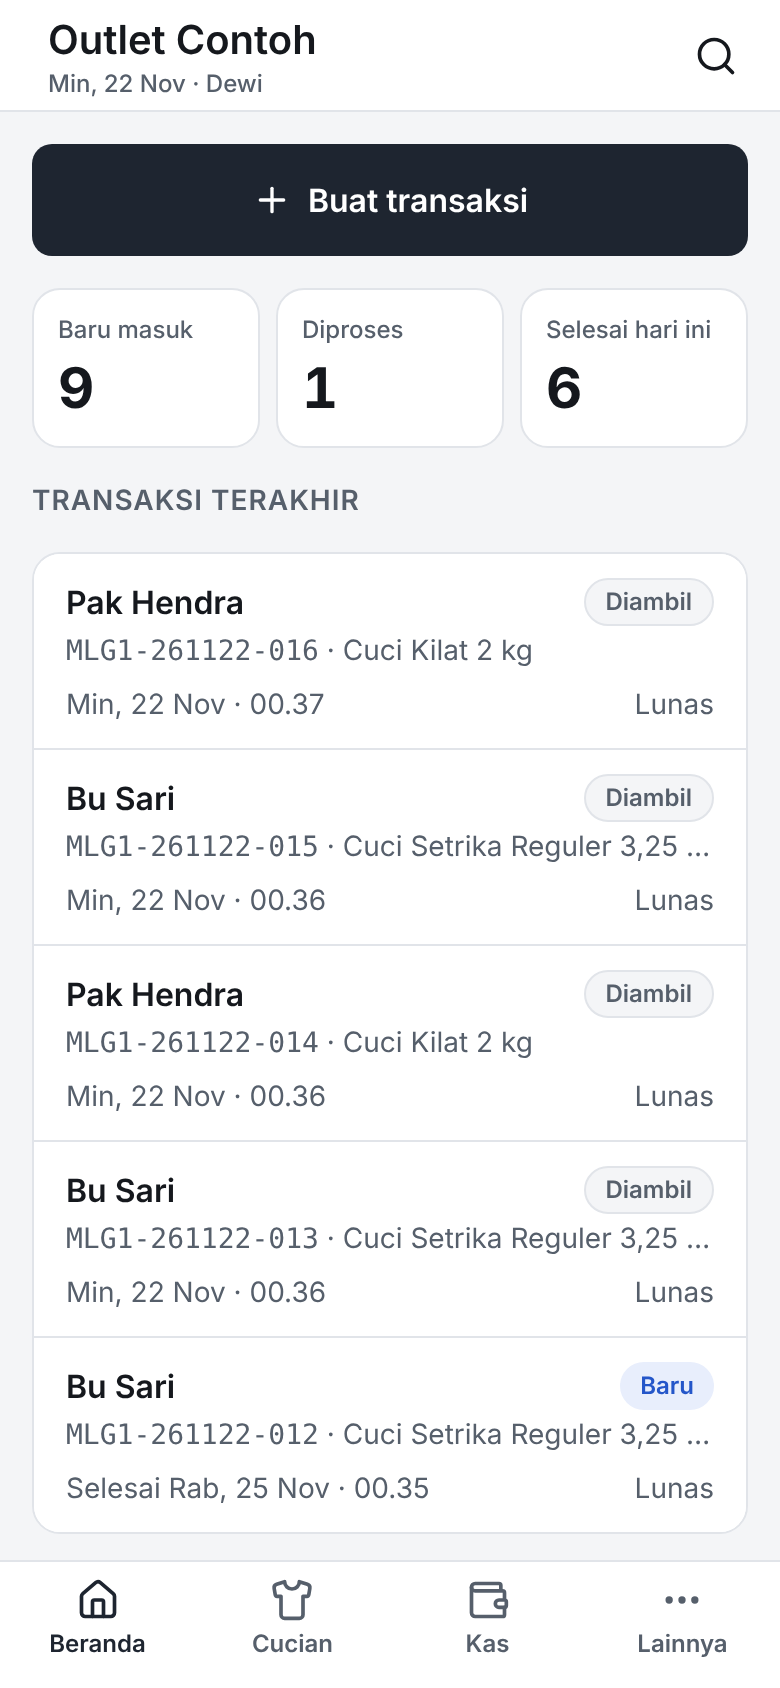 Outlet Contoh
Min, 22 Nov · Dewi
+ Buat transaksi
Baru masuk
9
Diproses
1
Selesai hari ini
6
TRANSAKSI TERAKHIR
Pak Hendra
Diambil
MLG1-261122-016 · Cuci Kilat 2 kg
Min, 22 Nov · 00.37
Lunas
Bu Sari
Diambil
MLG1-261122-015 · Cuci Setrika Reguler 3,25 ...
Min, 22 Nov · 00.36
Lunas
Pak Hendra
Diambil
MLG1-261122-014 · Cuci Kilat 2 kg
Min, 22 Nov · 00.36
Lunas
Bu Sari
Diambil
MLG1-261122-013 · Cuci Setrika Reguler 3,25 ...
Min, 22 Nov · 00.36
Lunas
Bu Sari
Baru
MLG1-261122-012 · Cuci Setrika Reguler 3,25 ...
Selesai Rab, 25 Nov · 00.35
Lunas
Beranda
Cucian
Kas
Lainnya